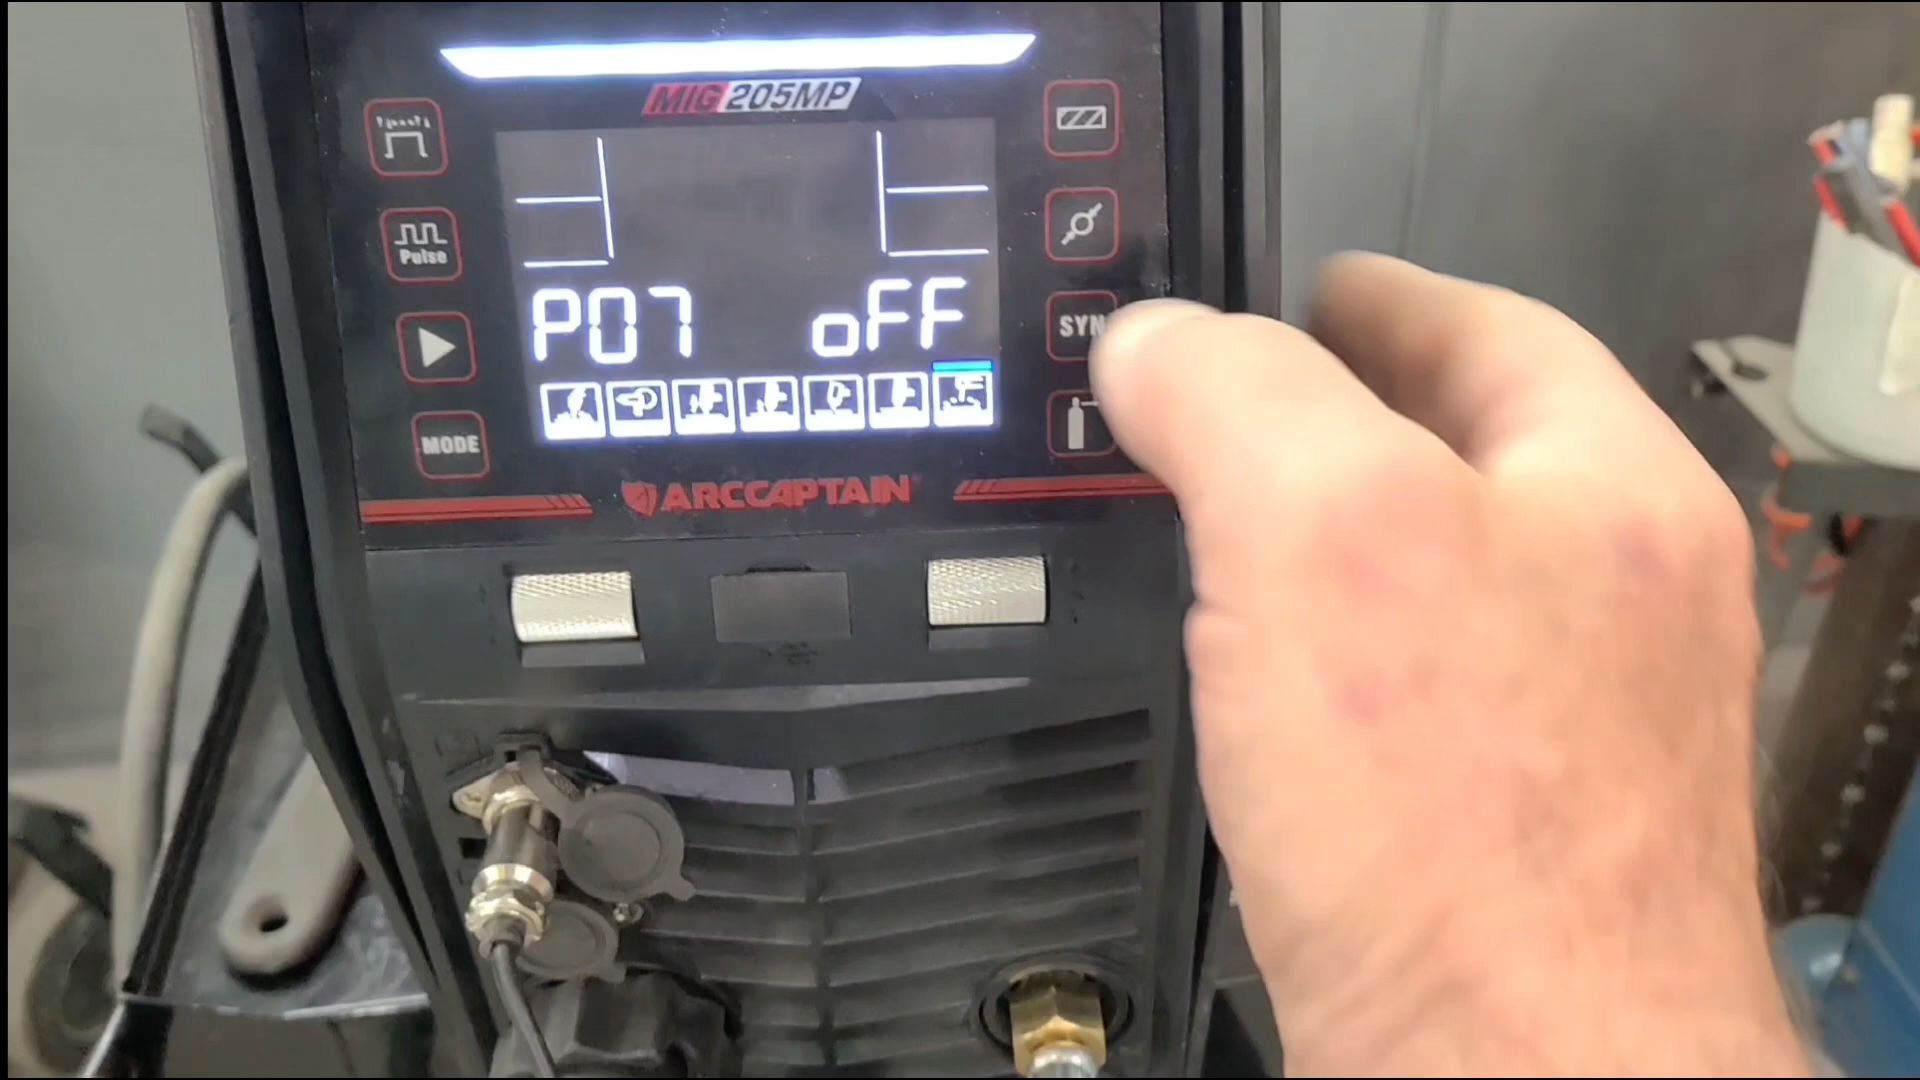 MIG 205MP
Pulse
P07 oFF
SYN
MODE
ARCCAPTAIN